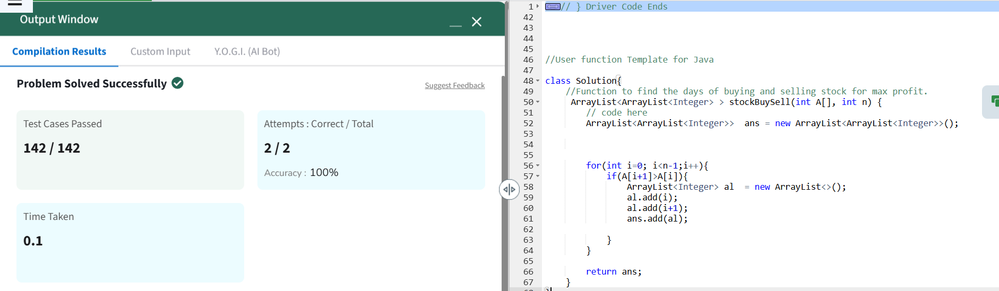 Output Window
Compilation Results Custom Input Y.O.G.I. (AI Bot)
Problem Solved Successfully
Suggest Feedback
Test Cases Passed
142 / 142
Attempts : Correct / Total
2 / 2
Accuracy : 100%
Time Taken
0.1
1 // } Driver Code Ends
42
43
44
45
46 //User function Template for Java
47
48 class Solution{
49 //Function to find the days of buying and selling stock for max profit.
50 ArrayList<ArrayList<Integer> > stockBuySell(int A[], int n) {
51 // code here
52 ArrayList<ArrayList<Integer>> ans = new ArrayList<ArrayList<Integer>>();
53
54
55
56 for(int i=0; i<n-1;i++){
57 if(A[i+1]>A[i]){
58 ArrayList<Integer> al = new ArrayList<>();
59 al.add(i);
60 al.add(i+1);
61 ans.add(al);
62
63 }
64 }
65
66 return ans;
67 }